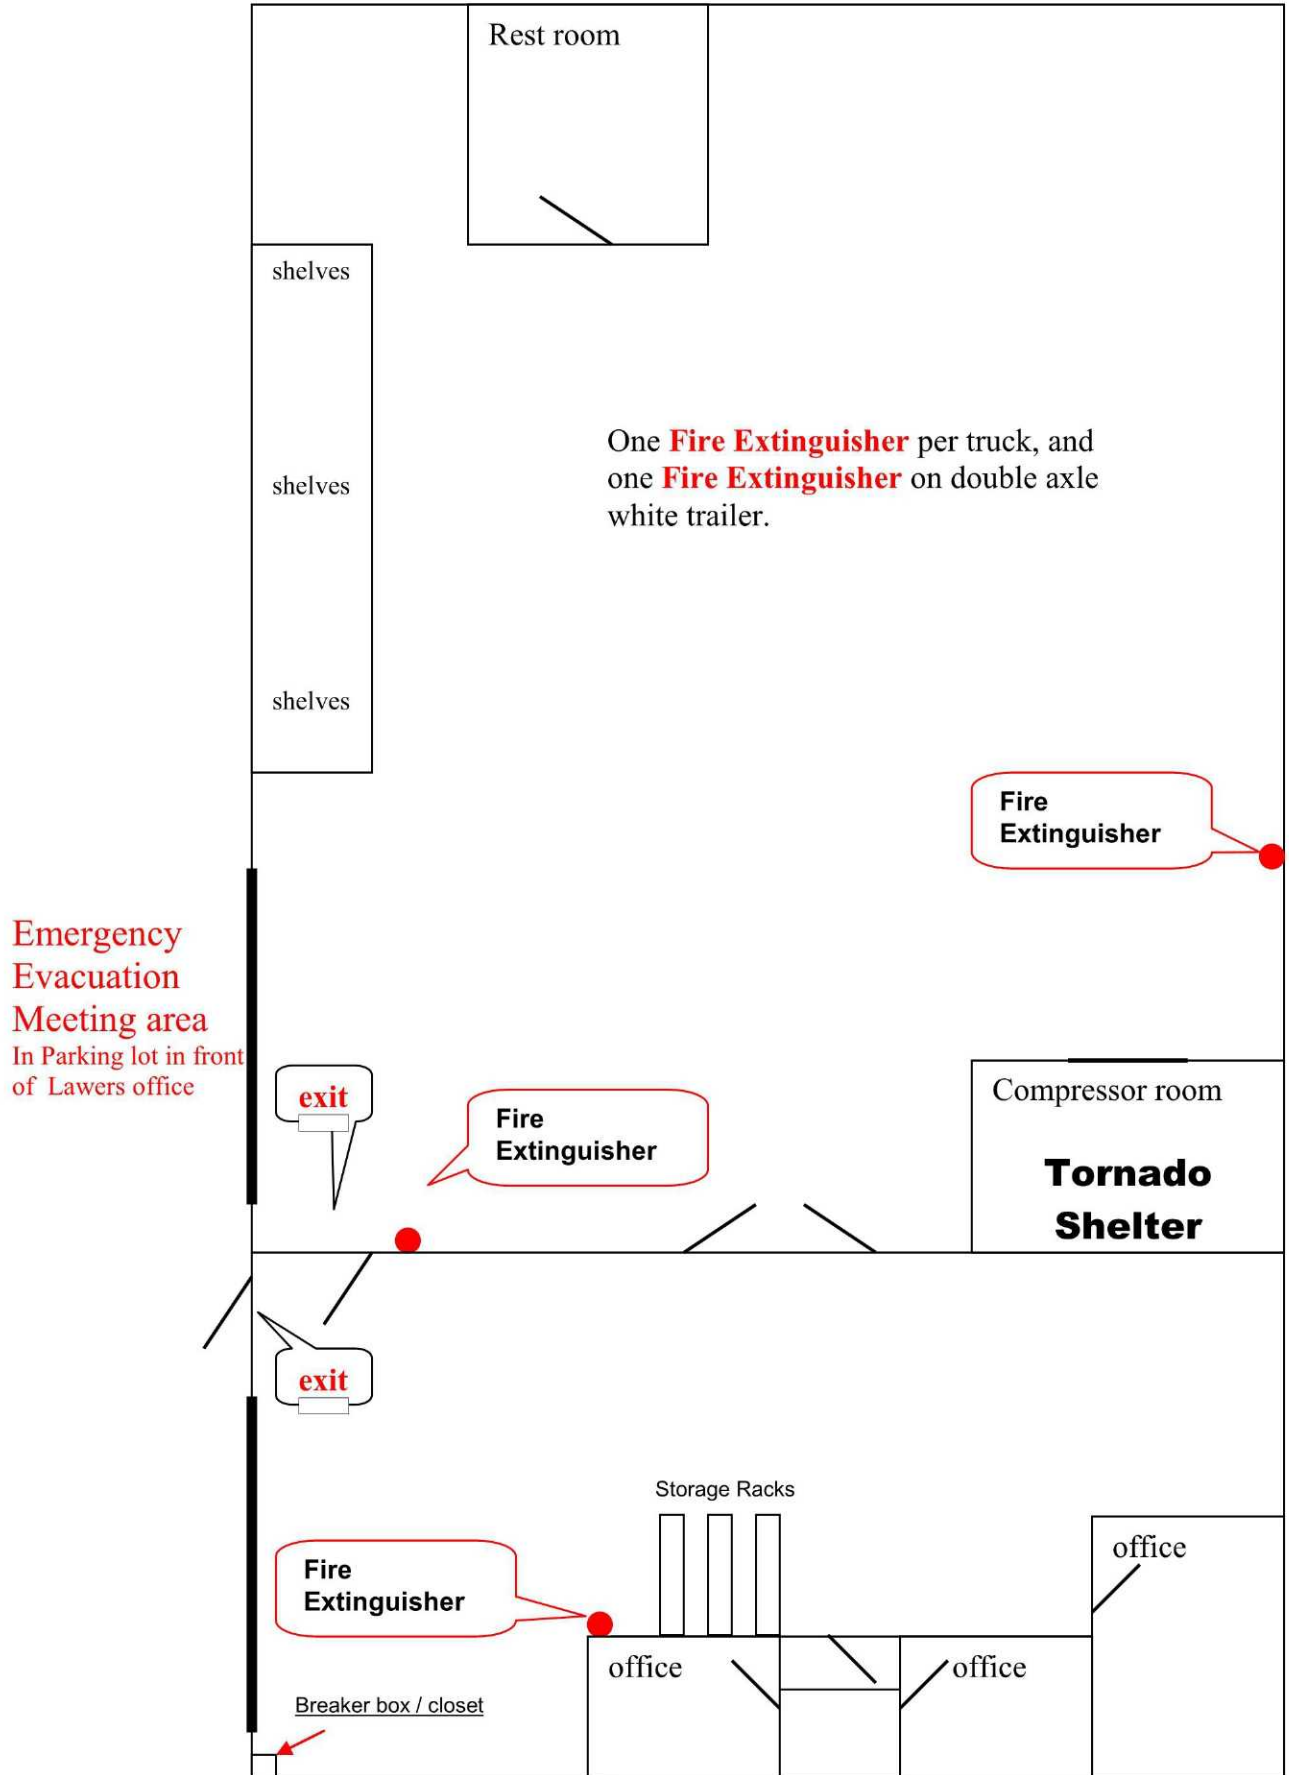 Rest room
shelves
One Fire Extinguisher per truck, and
one Fire Extinguisher on double axle
white trailer.
shelves
shelves
Fire
Extinguisher
Emergency
Evacuation
Meeting area
In Parking lot in front
of Lawers office
exit
Fire
Extinguisher
Compressor room
Tornado
Shelter
exit
Storage Racks
Fire
Extinguisher
office
office
office
Breaker box / closet